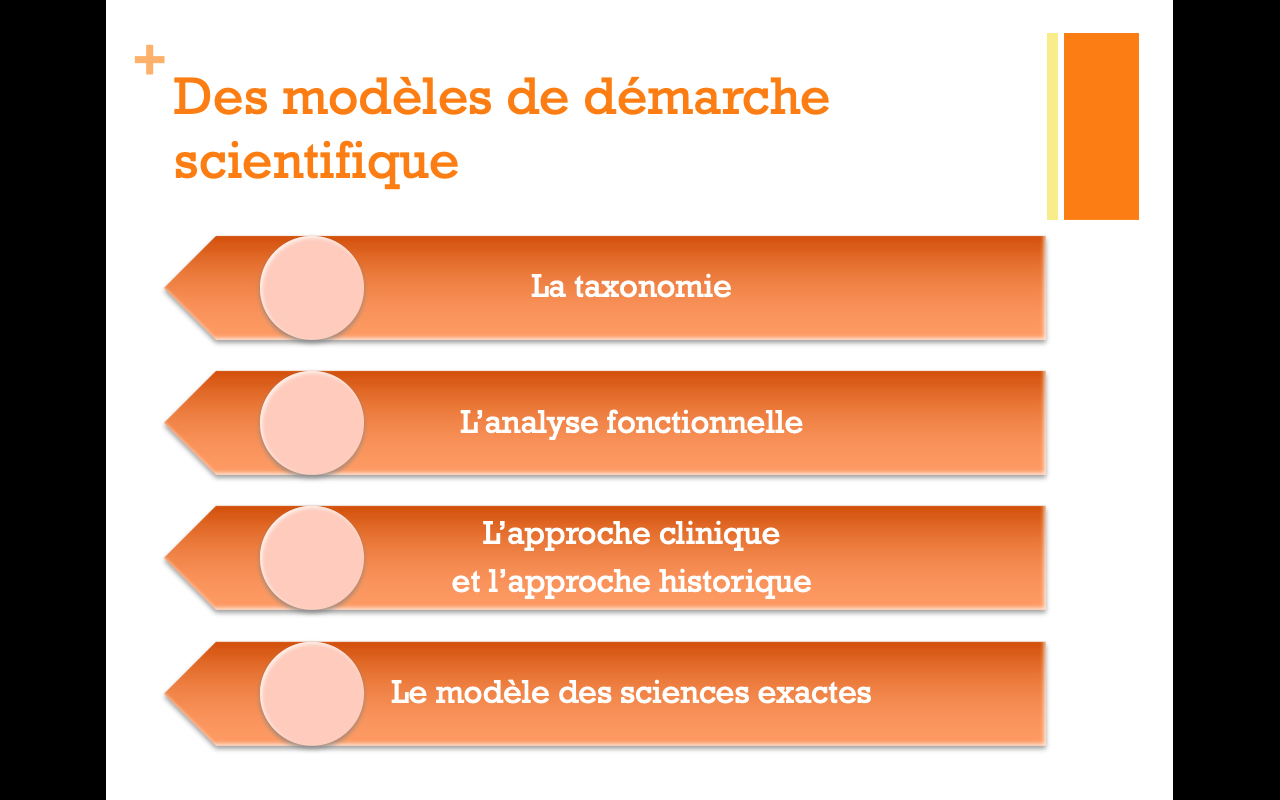 +
Des modèles de démarche
scientifique
La taxonomie
L’analyse fonctionnelle
L’approche clinique
et l’approche historique
Le modèle des sciences exactes